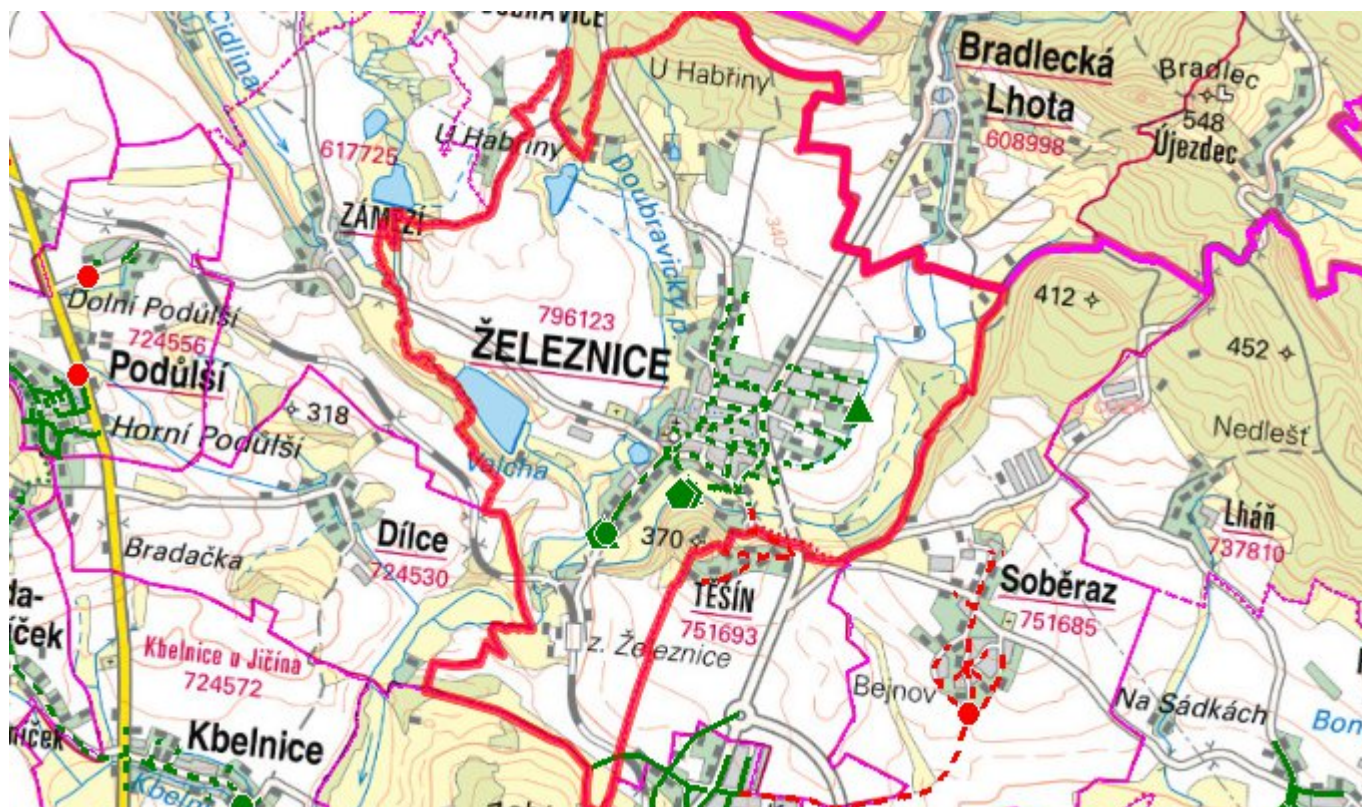 Cidlina
U Habřiny
Bradlecká
Lhota
608998
Bradlec
548
Újezdec
617725
U Habřiny
Doubravický p.
340
412
452
Dolní Podůlší
724556
Podůlší
Horní Podůlší
318
796123
ŽELEZNICE
Valcha
Nedlešť
Bradačka
Dílce
724530
370
TĚŠÍN
751693
Soběraz
751685
Lháň
737810
íček
Kbelnice u Jičína
724572
z. Železnice
Bejnov
Na Sádkách
níček
Kbelnice